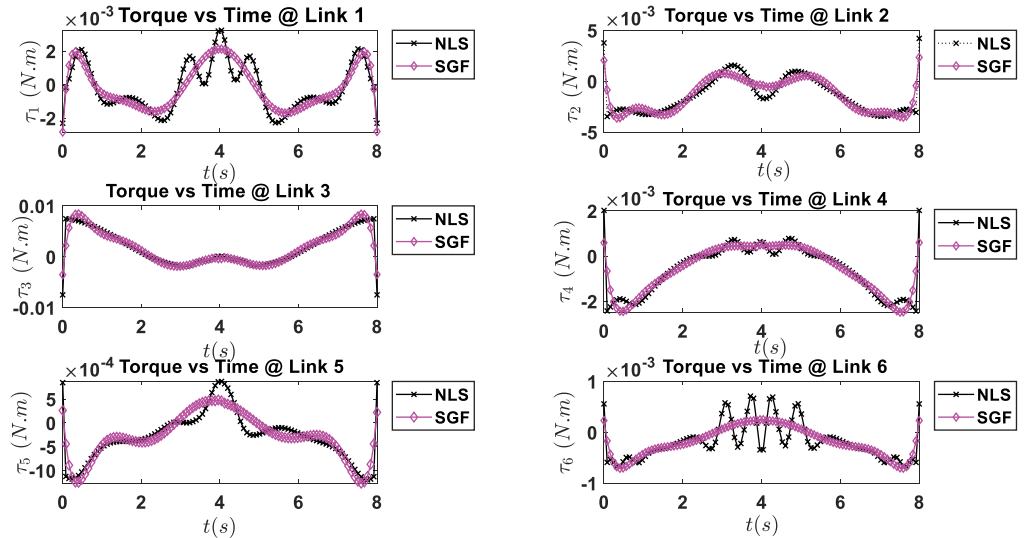 ×10⁻³ Torque vs Time @ Link 1
2
0
-2
τ₁ (N.m)
0 2 4 6 8
t(s)
NLS
SGF
×10⁻³ Torque vs Time @ Link 2
5
0
-5
τ₂ (N.m)
0 2 4 6 8
t(s)
NLS
SGF
Torque vs Time @ Link 3
0.01
0
-0.01
τ₃ (N.m)
0 2 4 6 8
t(s)
NLS
SGF
×10⁻³ Torque vs Time @ Link 4
2
0
-2
τ₄ (N.m)
0 2 4 6 8
t(s)
NLS
SGF
×10⁻⁴ Torque vs Time @ Link 5
5
0
-5
-10
τ₅ (N.m)
0 2 4 6 8
t(s)
NLS
SGF
×10⁻³ Torque vs Time @ Link 6
1
0
-1
τ₆ (N.m)
0 2 4 6 8
t(s)
NLS
SGF